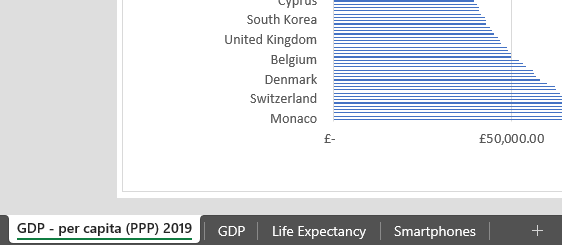 Cyprus
South Korea
United Kingdom
Belgium
Denmark
Switzerland
Monaco
£- £50,000.00
GDP - per capita (PPP) 2019 GDP Life Expectancy Smartphones +